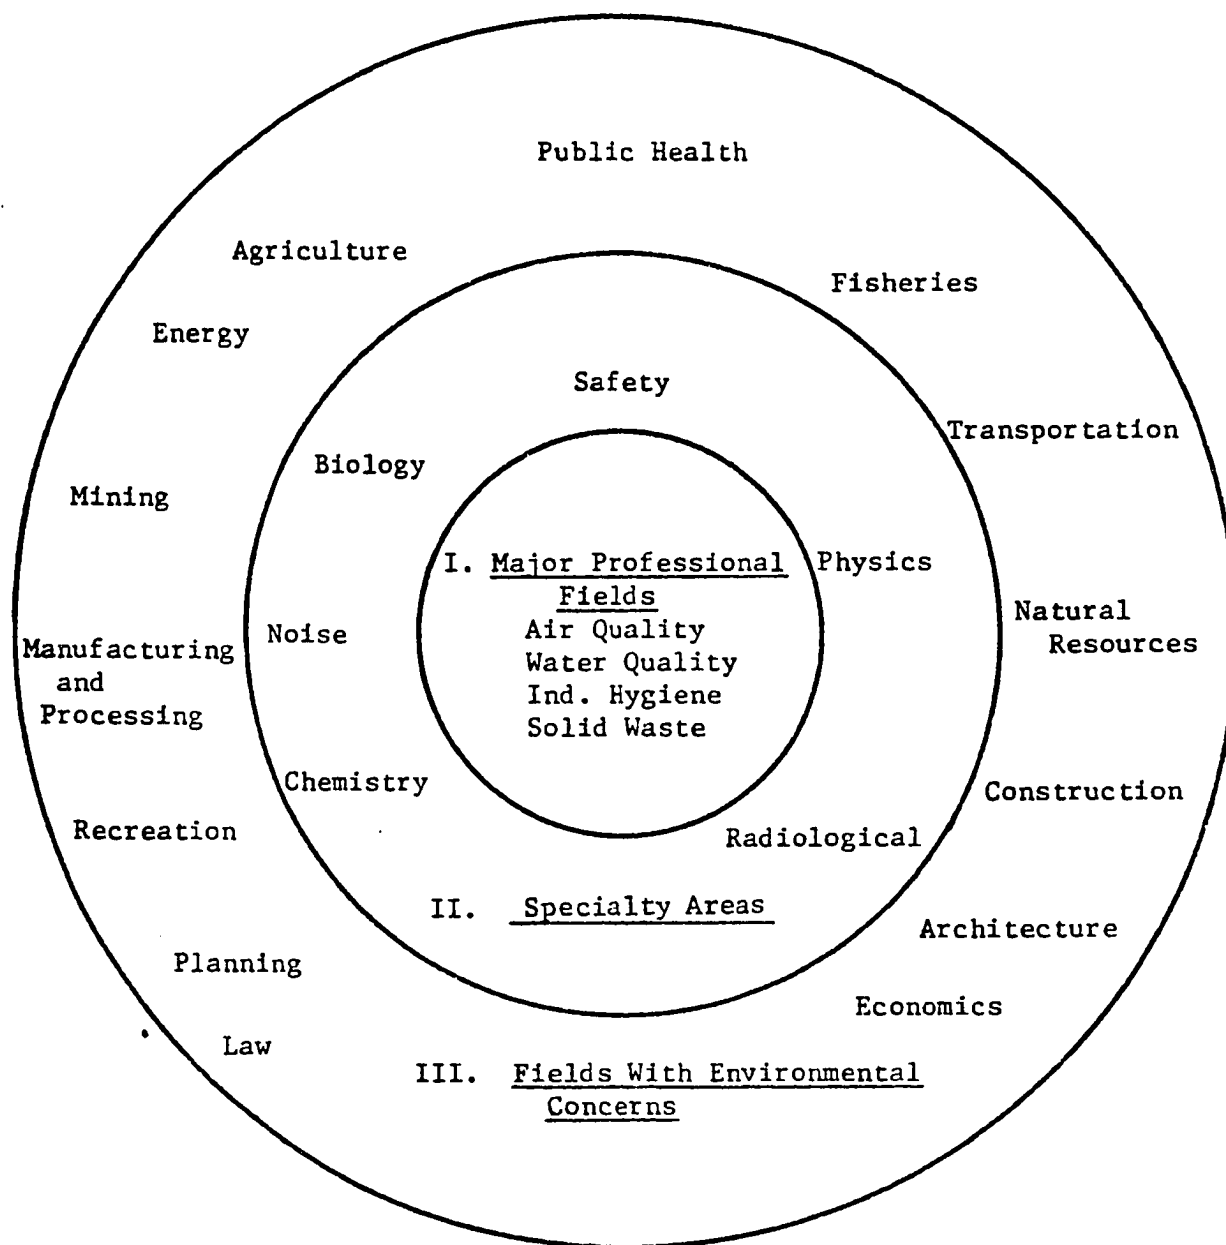 Public Health
Agriculture
Fisheries
Energy
Safety
Transportation
Biology
Mining
I. Major Professional
Fields
Air Quality
Water Quality
Ind. Hygiene
Solid Waste
Physics
Noise
Natural
Resources
Manufacturing
and
Processing
Chemistry
Construction
Recreation
Radiological
II. Specialty Areas
Architecture
Planning
Economics
Law
III. Fields With Environmental
Concerns